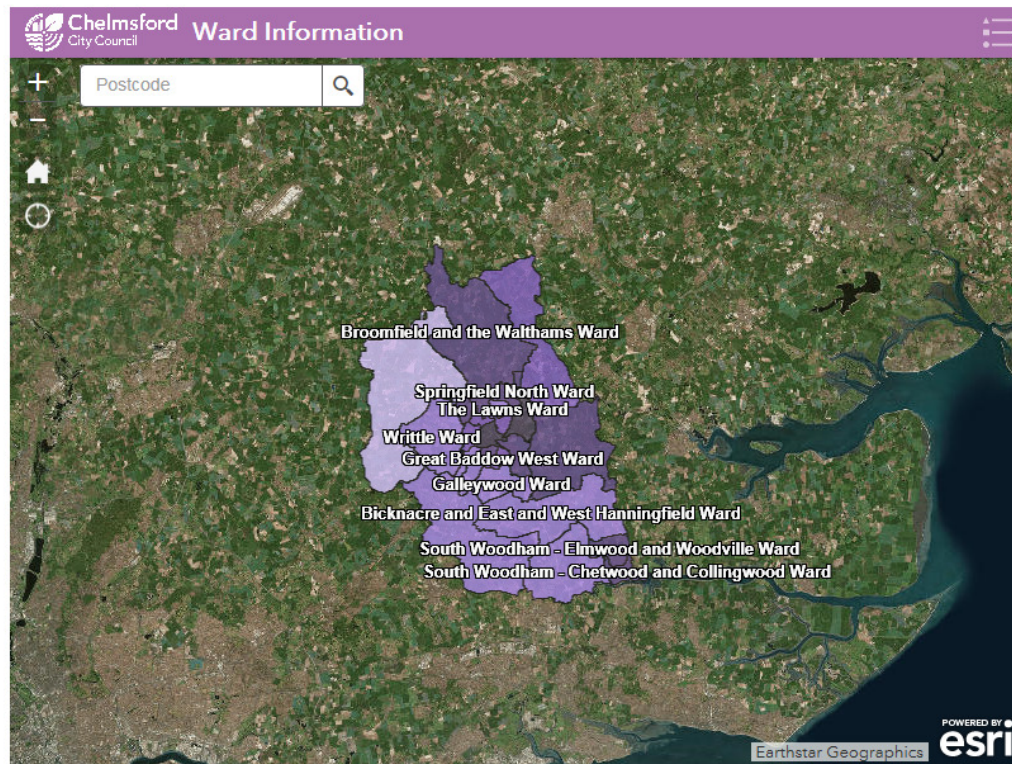 Chelmsford
City Council
Ward Information
Postcode
Broomfield and the Walthams Ward
Springfield North Ward
The Lawns Ward
Writtle Ward
Great Baddow West Ward
Galleywood Ward
Bicknacre and East and West Hanningfield Ward
South Woodham - Elmwood and Woodville Ward
South Woodham - Chetwood and Collingwood Ward
POWERED BY
esri
Earthstar Geographics